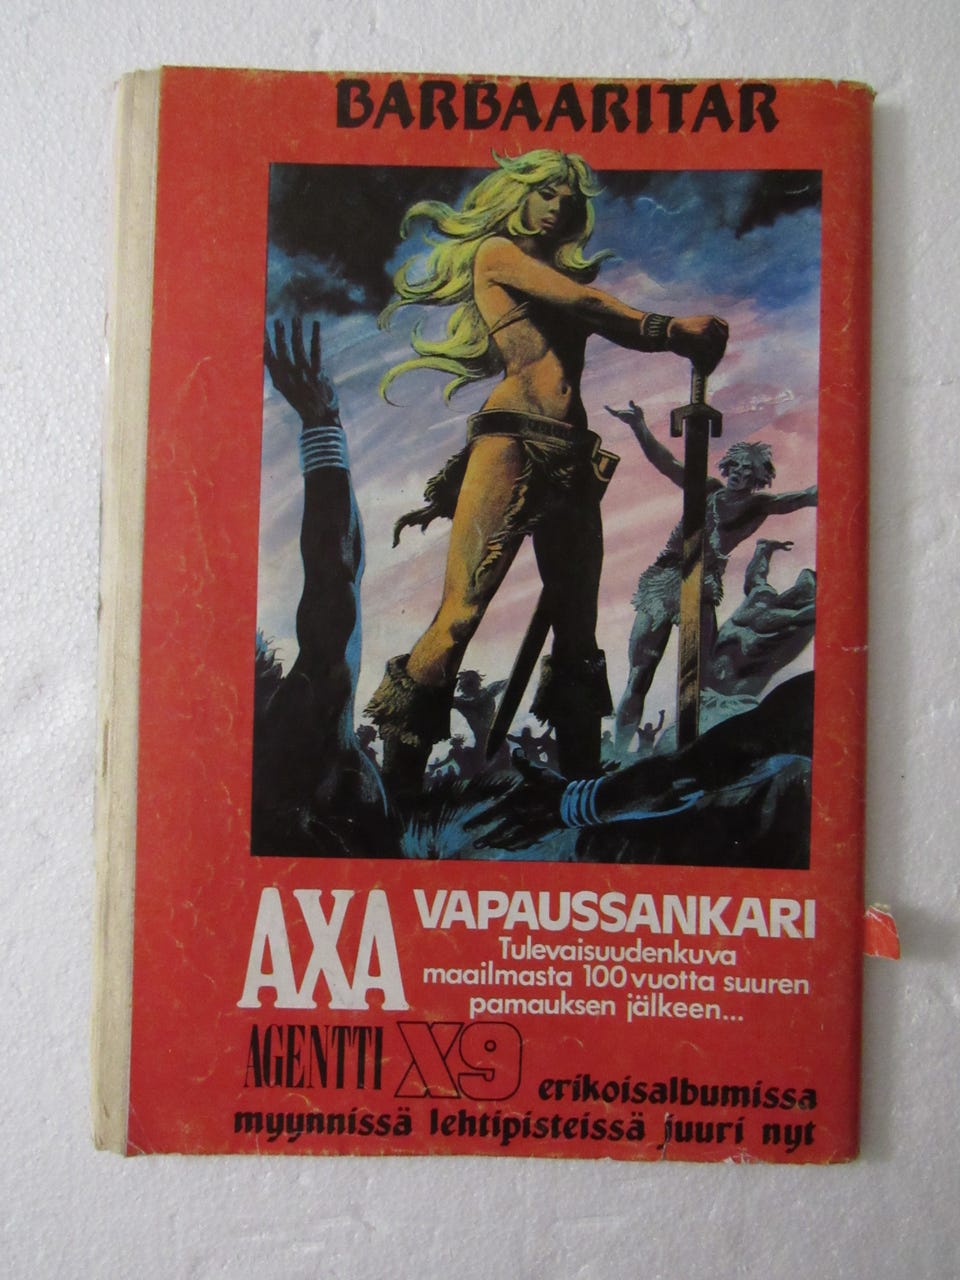 BARBAARITAR
AXA VAPAUSSANKARI
Tulevaisuudenkuva
maailmasta 100 vuotta suuren
pamauksen jälkeen...
AGENTTI X9 erikoisalbumissa
myynnissä lehtipisteissä juuri nyt